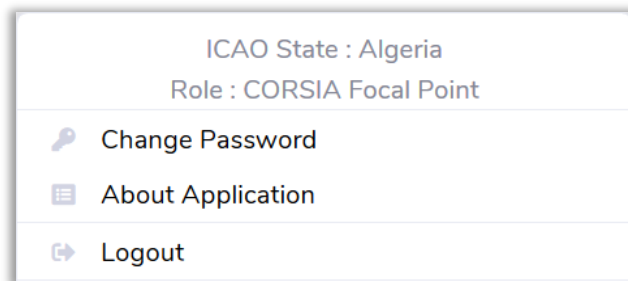 ICAO State : Algeria
Role : CORSIA Focal Point
Change Password
About Application
Logout